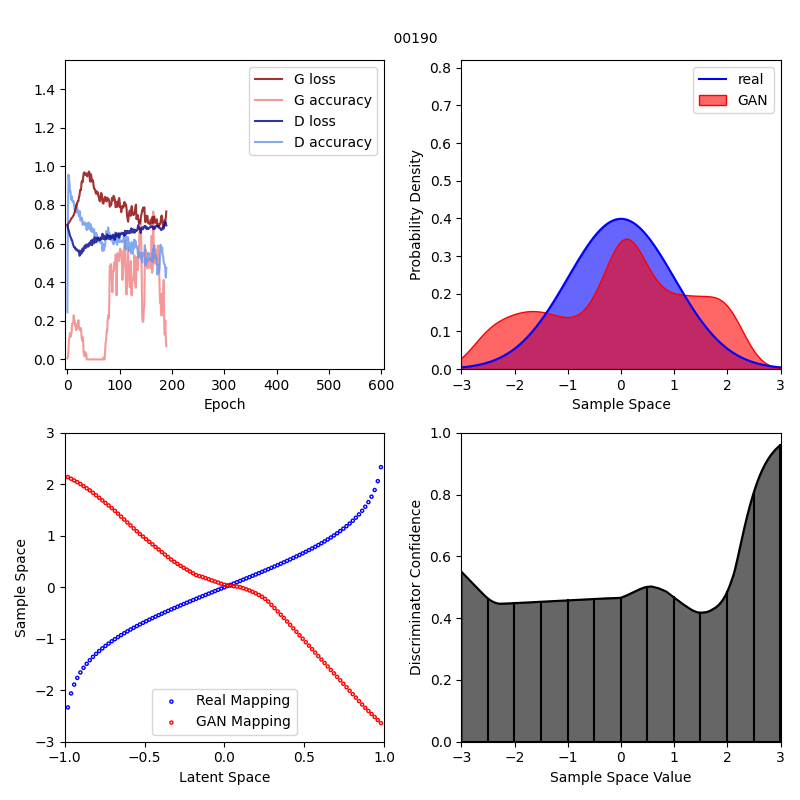 00190
G loss
G accuracy
D loss
D accuracy
1.4
1.2
1.0
0.8
0.6
0.4
0.2
0.0
0 100 200 300 400 500 600
Epoch
real
GAN
Probability Density
0.8
0.7
0.6
0.5
0.4
0.3
0.2
0.1
0.0
−3 −2 −1 0 1 2 3
Sample Space
Sample Space
3
2
1
0
−1
−2
−3
Real Mapping
GAN Mapping
−1.0 −0.5 0.0 0.5 1.0
Latent Space
Discriminator Confidence
1.0
0.8
0.6
0.4
0.2
0.0
−3 −2 −1 0 1 2 3
Sample Space Value